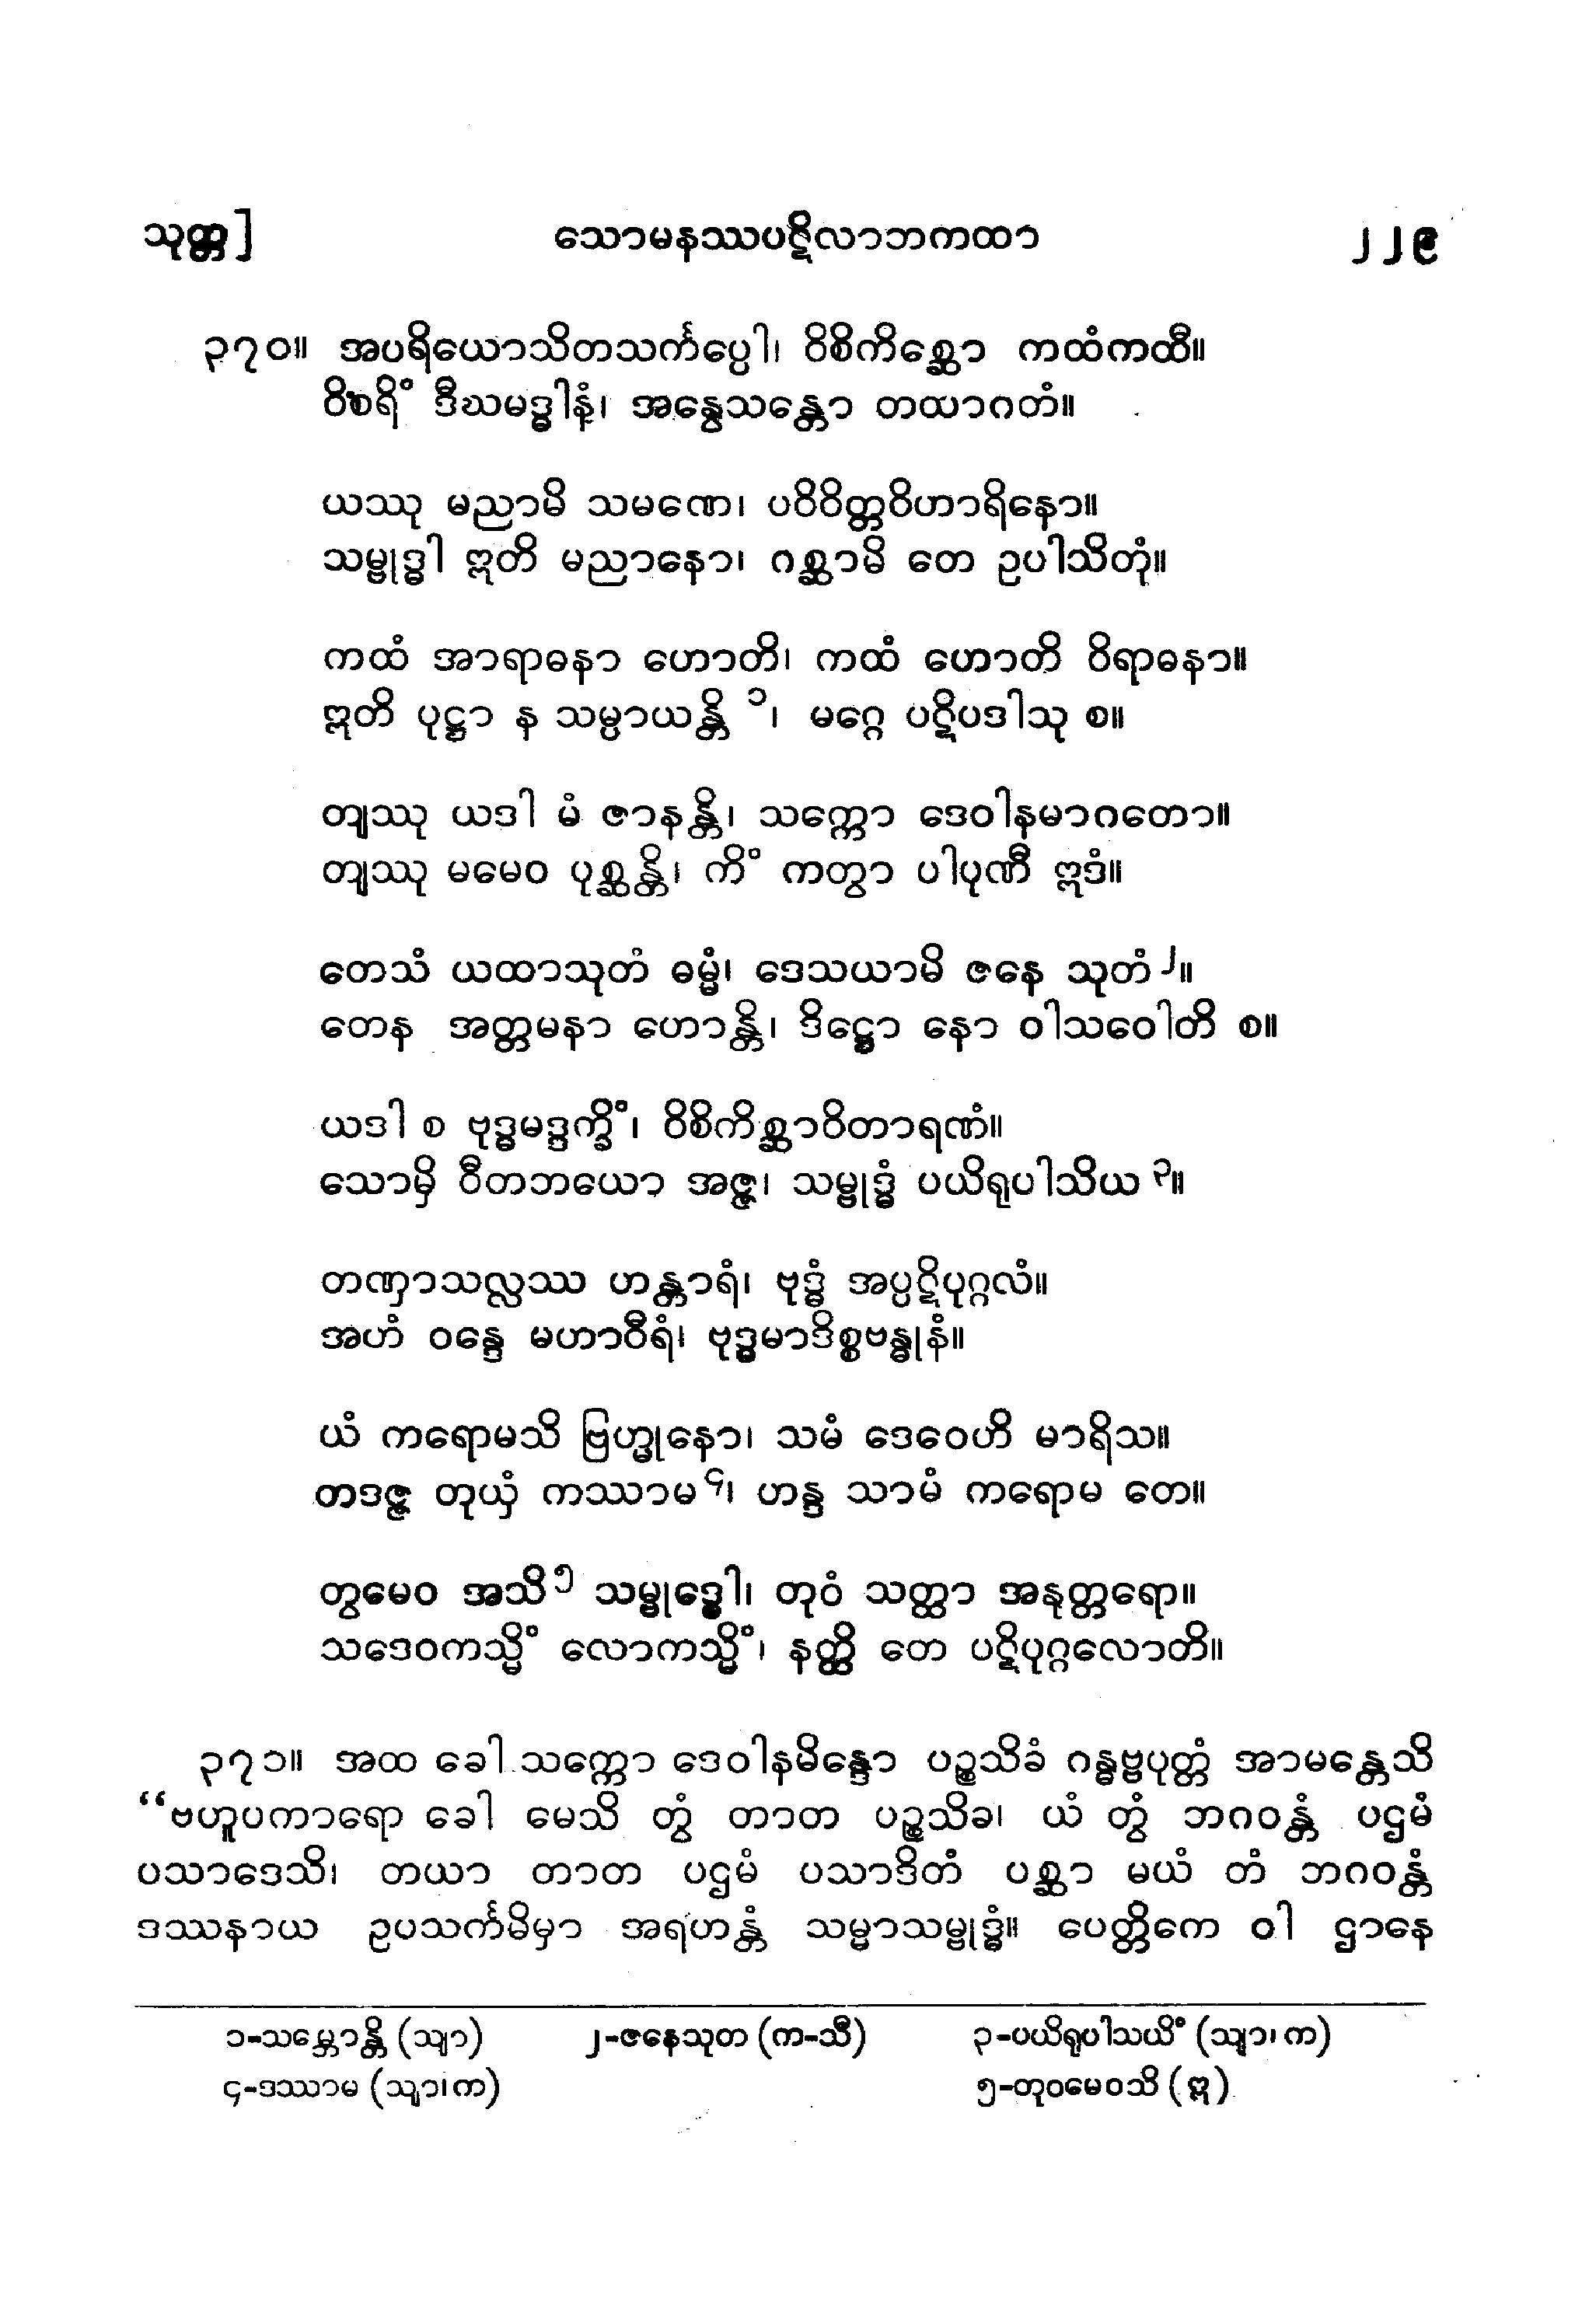 သုတ္တ]
သောမနဿပဋိလာဘကထာ
၂၂၉
၃၇၀။ အပရိယောသိတသင်္ကပ္ပေါ၊ ဝိစိကိစ္ဆော ကထံကထီ။
ဝိစရိံ ဒီဃမဒ္ဓါနံ၊ အနွေသန္တော တထာဂတံ။
ယဿု မညာမိ သမဏေ၊ ပဝိဝိတ္တဝိဟာရိနော။
သမ္ဗုဒ္ဓါ ဣတိ မညာနော၊ ဂစ္ဆာမိ တေ ဥပါသိတုံ။
ကထံ အာရာဓနာ ဟောတိ၊ ကထံ ဟောတိ ဝိရာဓနာ။
ဣတိ ပုဋ္ဌာ န သမ္ပာယန္တိ ၁၊ မဂ္ဂေ ပဋိပဒါသု စ။
တျဿု ယဒါ မံ ဇာနန္တိ၊ သက္ကော ဒေဝါနမာဂတော။
တျဿု မမေဝ ပုစ္ဆန္တိ၊ ကိံ ကတွာ ပါပုဏီ ဣဒံ။
တေသံ ယထာသုတံ ဓမ္မံ၊ ဒေသယာမိ ဇနေ သုတံ ၂။
တေန အတ္တမနာ ဟောန္တိ၊ ဒိဋ္ဌော နော ဝါသဝေါတိ စ။
ယဒါ စ ဗုဒ္ဓမဒ္ဒက္ခိံ၊ ဝိစိကိစ္ဆာဝိတာရဏံ။
သောမှိ ဝီတဘယော အဇ္ဇ၊ သမ္ဗုဒ္ဓံ ပယိရုပါသိယ ၃။
တဏှာသလ္လဿ ဟန္တာရံ၊ ဗုဒ္ဓံ အပ္ပဋိပုဂ္ဂလံ။
အဟံ ဝန္ဒေ မဟာဝီရံ၊ ဗုဒ္ဓမာဒိစ္စဗန္ဓုနံ။
ယံ ကရောမသိ ဗြဟ္မုနော၊ သမံ ဒေဝေဟိ မာရိသ။
တဒဇ္ဇ တုယှံ ကဿာမ ၄၊ ဟန္ဒ သာမံ ကရောမ တေ။
တွမေဝ အသိ ၅ သမ္ဗုဒ္ဓေါ၊ တုဝံ သတ္ထာ အနုတ္တရော။
သဒေဝကသ္မိံ လောကသ္မိံ၊ နတ္ထိ တေ ပဋိပုဂ္ဂလောတိ။
၃၇၁။ အထ ခေါ သက္ကော ဒေဝါနမိန္ဒော ပဉ္စသိခံ ဂန္ဓဗ္ဗပုတ္တံ အာမန္တေသိ
“ဗဟူပကာရော ခေါ မေသိ တွံ တာတ ပဉ္စသိခ၊ ယံ တွံ ဘဂဝန္တံ ပဌမံ
ပသာဒေသိ၊ တယာ တာတ ပဌမံ ပသာဒိတံ ပစ္ဆာ မယံ တံ ဘဂဝန္တံ
ဒဿနာယ ဥပသင်္ကမိမှာ အရဟန္တံ သမ္မာသမ္ဗုဒ္ဓံ။ ပေတ္တိကေ ဝါ ဌာနေ
၁-သမ္ဘောန္တိ (သျာ) ၂-ဇနေသုတ (က-သီ) ၃-ပယိရုပါသယိံ (သျာ၊ က)
၄-ဒဿာမ (သျာ၊ က) ၅-တုဝမေဝသိ (ဣ)